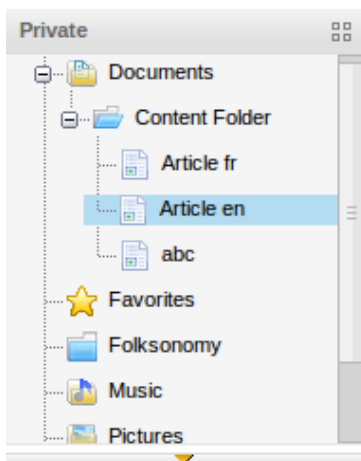 Private
Documents
Content Folder
Article fr
Article en
abc
Favorites
Folksonomy
Music
Pictures